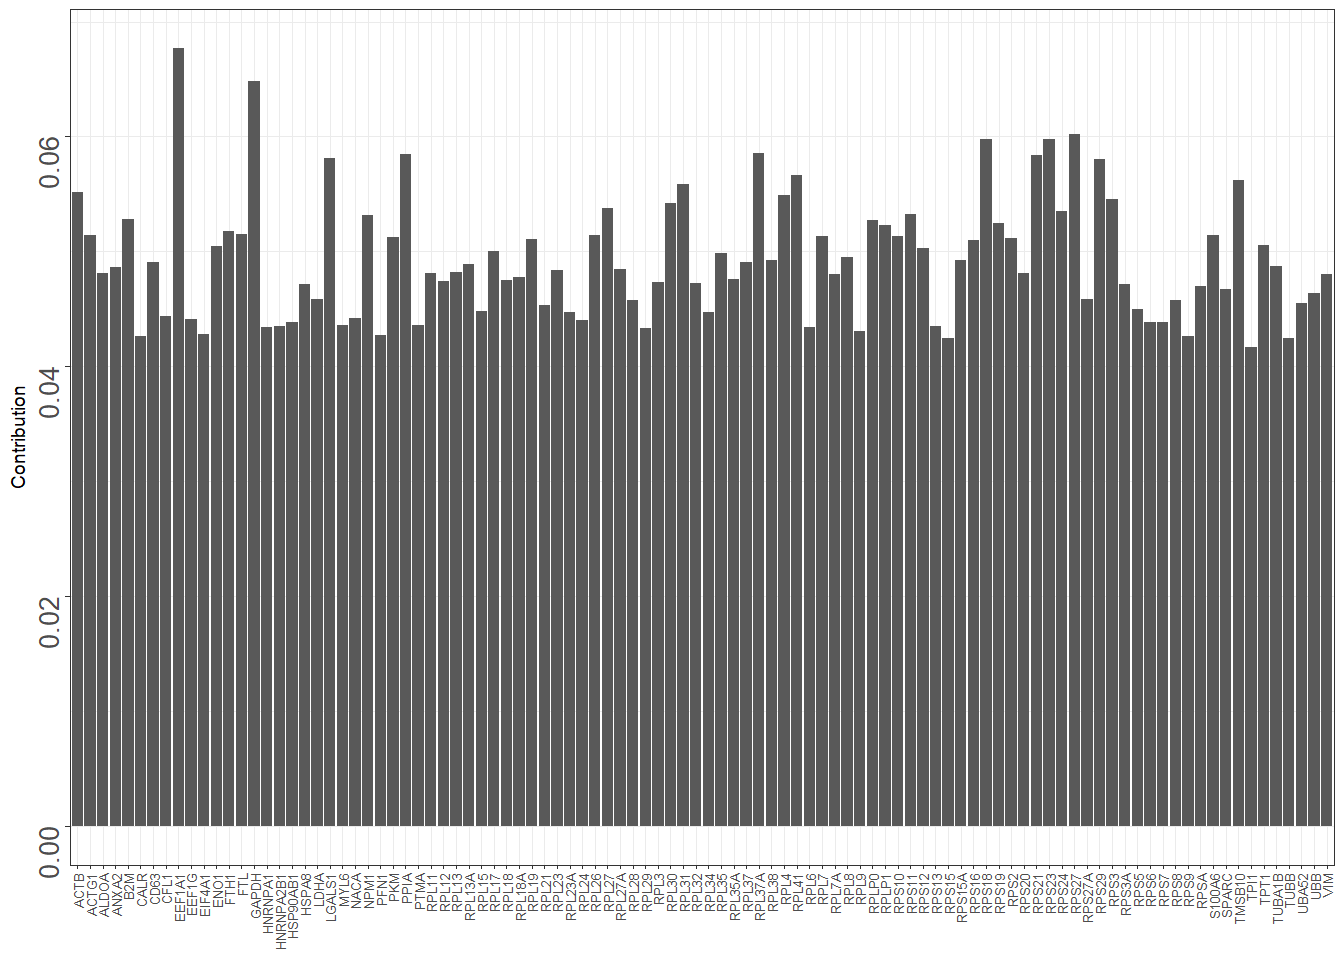 Contribution
0.06
0.04
0.02
0.00
ACTB
ACTG1
ALDOA
ANXA2
B2M
CALR
CD63
CFL1
EEF1A1
EEF1G
EIF4A1
ENO1
FTH1
FTL
GAPDH
HNRNPA1
HNRNPA2B1
HSP90AB1
HSPA8
LDHA
LGALS1
MYL6
NACA
NPM1
PFN1
PKM
PPIA
PTMA
RPL11
RPL12
RPL13
RPL13A
RPL15
RPL17
RPL18
RPL18A
RPL19
RPL21
RPL23
RPL23A
RPL24
RPL26
RPL27
RPL27A
RPL28
RPL29
RPL3
RPL30
RPL31
RPL32
RPL34
RPL35
RPL35A
RPL37
RPL37A
RPL38
RPL4
RPL41
RPL6
RPL7
RPL7A
RPL8
RPL9
RPLP0
RPLP1
RPS10
RPS11
RPS12
RPS13
RPS15
RPS15A
RPS16
RPS18
RPS19
RPS2
RPS20
RPS21
RPS23
RPS24
RPS27
RPS27A
RPS29
RPS3
RPS3A
RPS5
RPS6
RPS7
RPS8
RPS9
RPSA
S100A6
SPARC
TMSB10
TPI1
TPT1
TUBA1B
TUBB
UBA52
UBB
VIM